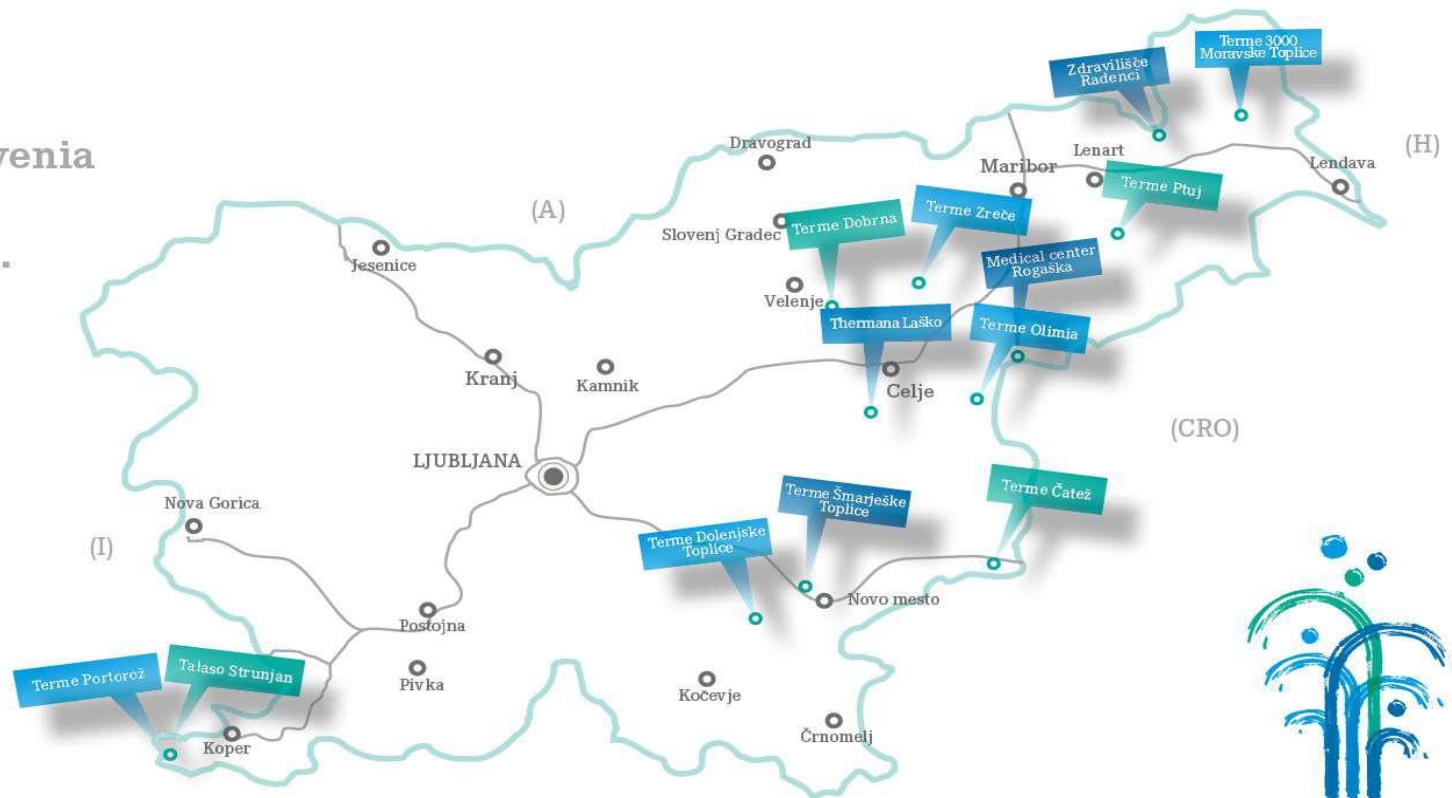 venia
.
Terme 3000
Moravske Toplice
Zdravilišče
Radenci
(H)
Dravograd
Lenart
Lendava
Maribor
Terme Ptuj
(A)
Terme Zreče
Terme Dobrna
Slovenj Gradec
Medical center
Rogaška
Jesenice
Velenje
Thermana Laško
Terme Olimia
Kranj
Kamnik
Celje
(CRO)
LJUBLJANA
Terme Čatež
Terme Šmarješke
Toplice
Nova Gorica
Terme Dolenjske
Toplice
(I)
Novo mesto
Postojna
Talaso Strunjan
Terme Portorož
Pivka
Kočevje
Koper
Črnomelj